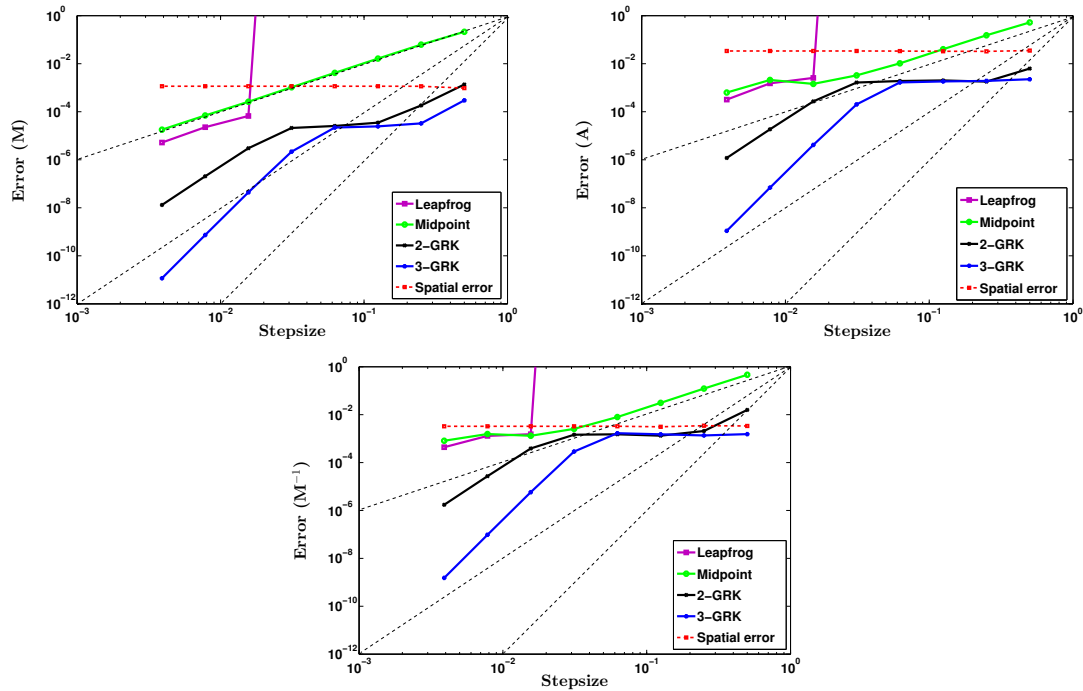 Error (M)
10^0
10^-2
10^-4
10^-6
10^-8
10^-10
10^-12
Leapfrog
Midpoint
2-GRK
3-GRK
Spatial error
10^-3
10^-2
10^-1
10^0
Stepsize
Error (A)
10^0
10^-2
10^-4
10^-6
10^-8
10^-10
10^-12
Leapfrog
Midpoint
2-GRK
3-GRK
Spatial error
10^-3
10^-2
10^-1
10^0
Stepsize
Error (M^-1)
10^0
10^-2
10^-4
10^-6
10^-8
10^-10
10^-12
Leapfrog
Midpoint
2-GRK
3-GRK
Spatial error
10^-3
10^-2
10^-1
10^0
Stepsize